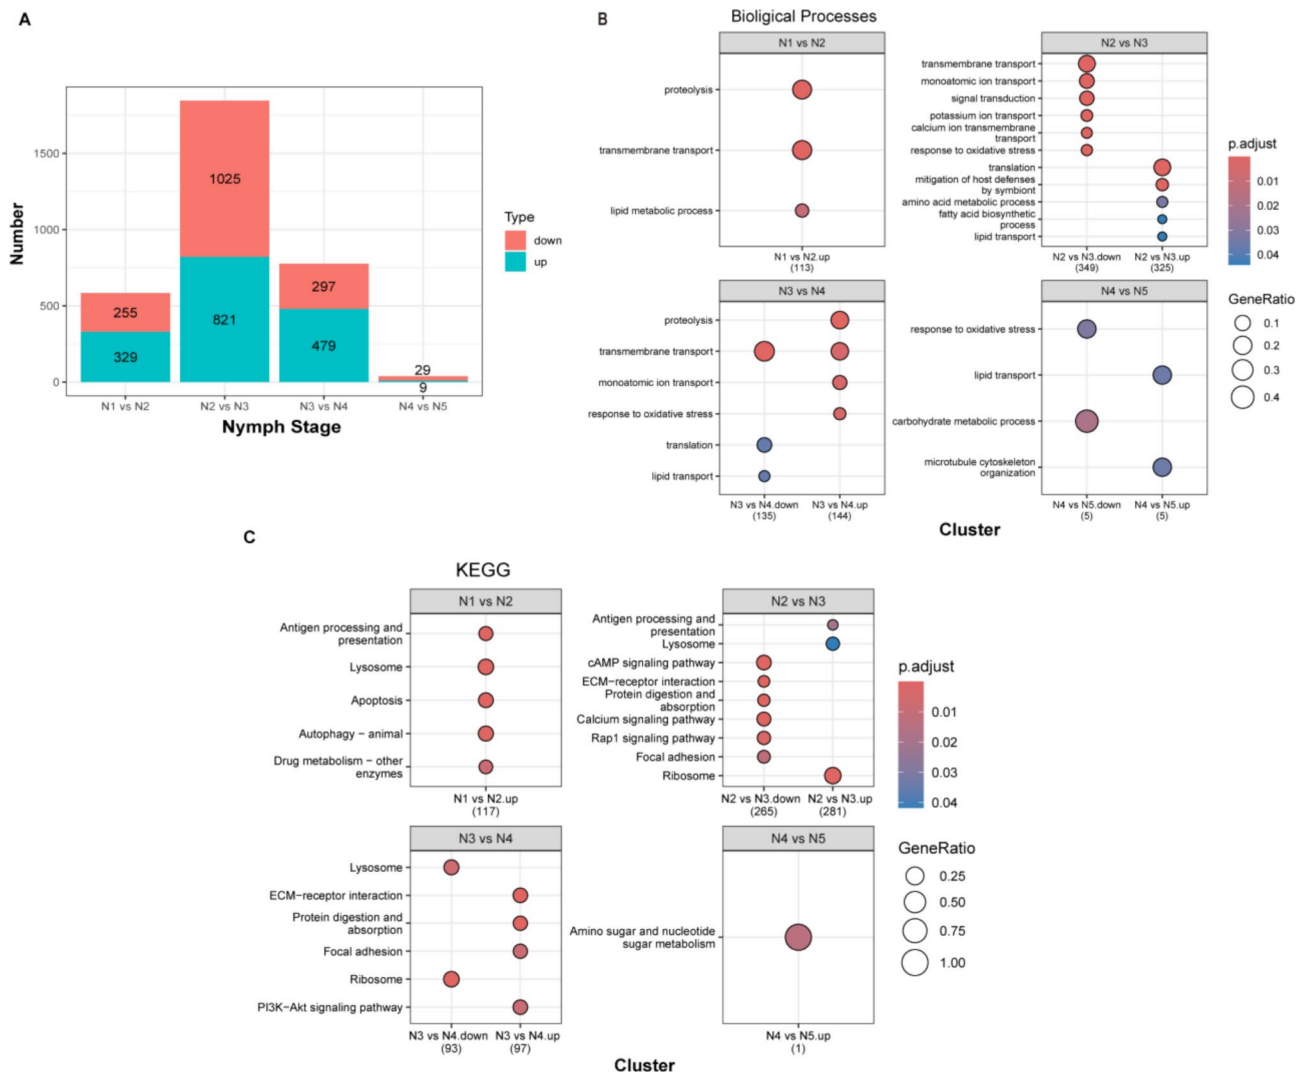 A
Number
1500
1000
500
0
1025
821
255
329
297
479
29
9
N1 vs N2
N2 vs N3
N3 vs N4
N4 vs N5
Nymph Stage
Type
down
up
B
Bioligical Processes
N1 vs N2
proteolysis
transmembrane transport
lipid metabolic process
N1 vs N2.up
(113)
N2 vs N3
transmembrane transport
monoatomic ion transport
signal transduction
potassium ion transport
calcium ion transmembrane
transport
response to oxidative stress
translation
mitigation of host defenses
by symbiont
amino acid metabolic process
fatty acid biosynthetic
process
lipid transport
N2 vs N3.down
(349)
N2 vs N3.up
(325)
N3 vs N4
proteolysis
transmembrane transport
monoatomic ion transport
response to oxidative stress
translation
lipid transport
N3 vs N4.down
(135)
N3 vs N4.up
(144)
N4 vs N5
response to oxidative stress
lipid transport
carbohydrate metabolic process
microtubule cytoskeleton
organization
N4 vs N5.down
(5)
N4 vs N5.up
(5)
Cluster
p.adjust
0.01
0.02
0.03
0.04
GeneRatio
0.1
0.2
0.3
0.4
C
KEGG
N1 vs N2
Antigen processing and
presentation
Lysosome
Apoptosis
Autophagy − animal
Drug metabolism − other
enzymes
N1 vs N2.up
(117)
N2 vs N3
Antigen processing and
presentation
Lysosome
cAMP signaling pathway
ECM−receptor interaction
Protein digestion and
absorption
Calcium signaling pathway
Rap1 signaling pathway
Focal adhesion
Ribosome
N2 vs N3.down
(265)
N2 vs N3.up
(281)
N3 vs N4
Lysosome
ECM−receptor interaction
Protein digestion and
absorption
Focal adhesion
Ribosome
PI3K−Akt signaling pathway
N3 vs N4.down
(93)
N3 vs N4.up
(97)
N4 vs N5
Amino sugar and nucleotide
sugar metabolism
N4 vs N5.up
(1)
Cluster
p.adjust
0.01
0.02
0.03
0.04
GeneRatio
0.25
0.50
0.75
1.00